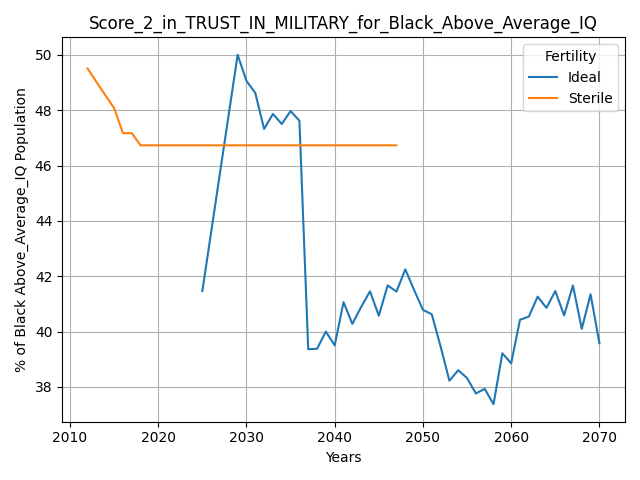 Score_2_in_TRUST_IN_MILITARY_for_Black_Above_Average_IQ
Fertility
Ideal
Sterile
% of Black Above_Average_IQ Population
50
48
46
44
42
40
38
2010 2020 2030 2040 2050 2060 2070
Years